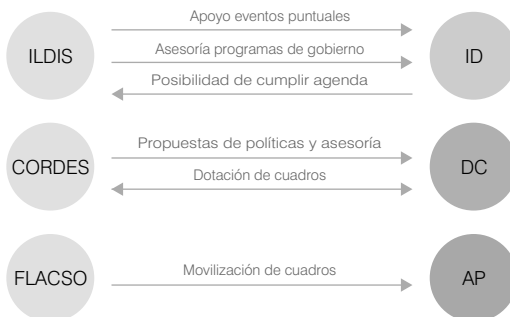 Apoyo eventos puntuales
ILDIS
Asesoría programas de gobierno
ID
Posibilidad de cumplir agenda
Propuestas de políticas y asesoría
CORDES
DC
Dotación de cuadros
FLACSO
Movilización de cuadros
AP